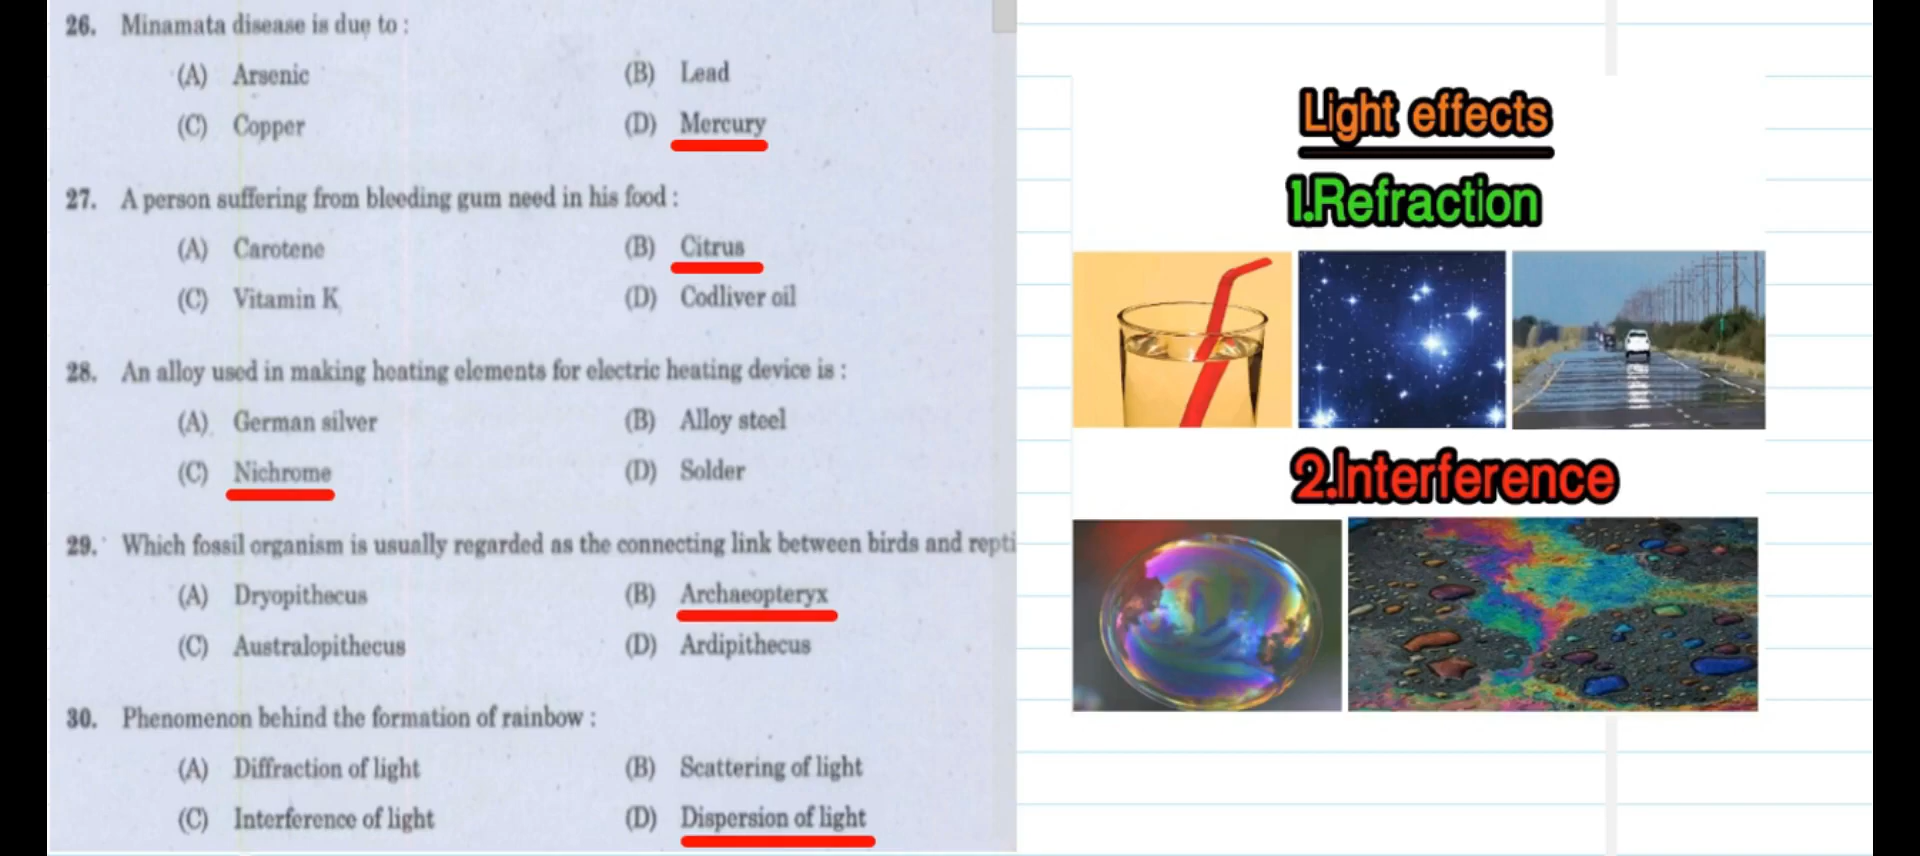 26. Minamata disease is due to :
(A) Arsenic (B) Lead
(C) Copper (D) Mercury
27. A person suffering from bleeding gum need in his food :
(A) Carotene (B) Citrus
(C) Vitamin K (D) Codliver oil
28. An alloy used in making heating elements for electric heating device is :
(A) German silver (B) Alloy steel
(C) Nichrome (D) Solder
29. Which fossil organism is usually regarded as the connecting link between birds and repti
(A) Dryopithecus (B) Archaeopteryx
(C) Australopithecus (D) Ardipithecus
30. Phenomenon behind the formation of rainbow :
(A) Diffraction of light (B) Scattering of light
(C) Interference of light (D) Dispersion of light
Light effects
1.Refraction
2.Interference